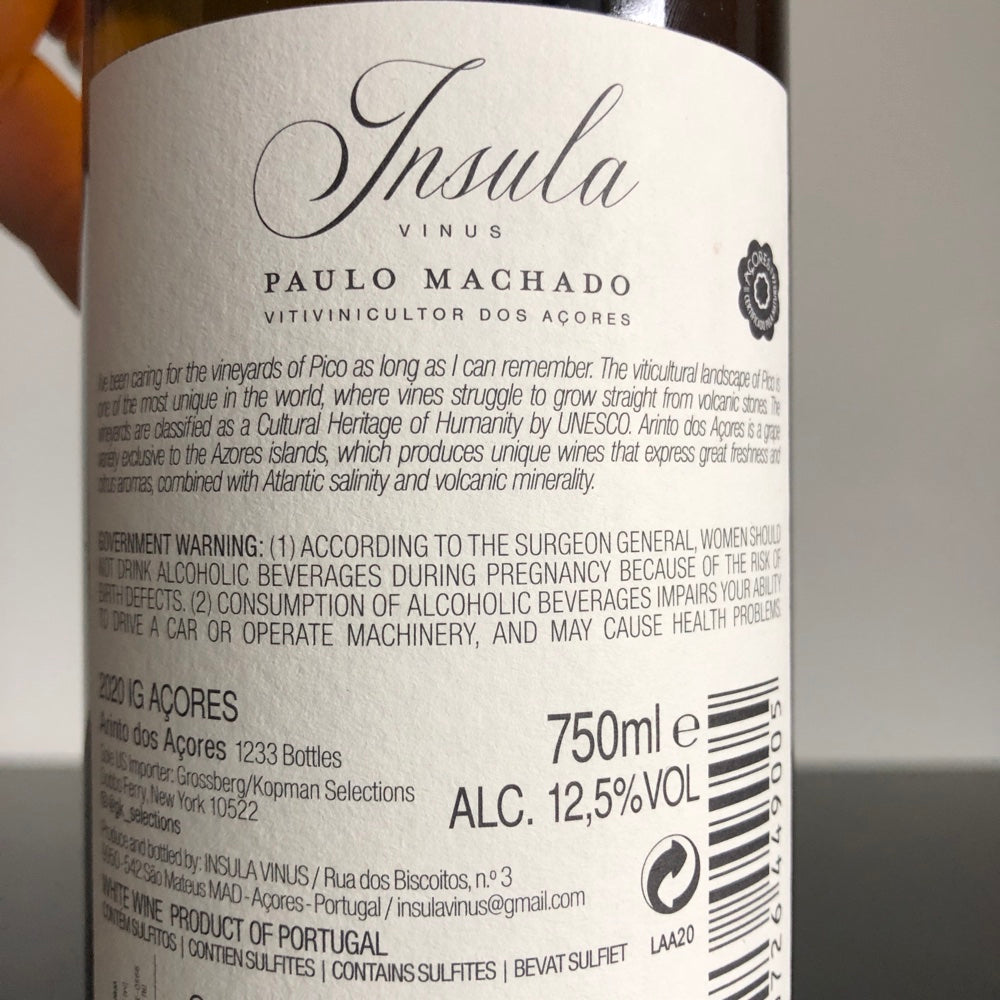 Insula
VINUS
PAULO MACHADO
VITIVINICULTOR DOS AÇORES
AÇORES
I've been caring for the vineyards of Pico as long as I can remember. The viticultural landscape of Pico is
one of the most unique in the world, where vines struggle to grow straight from volcanic stones. The
vineyards are classified as a Cultural Heritage of Humanity by UNESCO. Arinto dos Açores is a grape
variety exclusive to the Azores islands, which produces unique wines that express great freshness and
citrus aromas, combined with Atlantic salinity and volcanic minerality.
GOVERNMENT WARNING: (1) ACCORDING TO THE SURGEON GENERAL, WOMEN SHOULD
NOT DRINK ALCOHOLIC BEVERAGES DURING PREGNANCY BECAUSE OF THE RISK OF
BIRTH DEFECTS. (2) CONSUMPTION OF ALCOHOLIC BEVERAGES IMPAIRS YOUR ABILITY
TO DRIVE A CAR OR OPERATE MACHINERY, AND MAY CAUSE HEALTH PROBLEMS.
2020 IG AÇORES
Arinto dos Açores 1233 Bottles
Sole US Importer: Grossberg/Kopman Selections
Dobbs Ferry, New York 10522
@gk_selections
Produce and bottled by: INSULA VINUS / Rua dos Biscoitos, n.º 3
9950-542 São Mateus MAD - Açores - Portugal / insulavinus@gmail.com
WHITE WINE PRODUCT OF PORTUGAL
CONTÉM SULFITOS | CONTIEN SULFITES | CONTAINS SULFITES | BEVAT SULFIET
750ml e
ALC. 12,5%VOL
LAA20
726449005